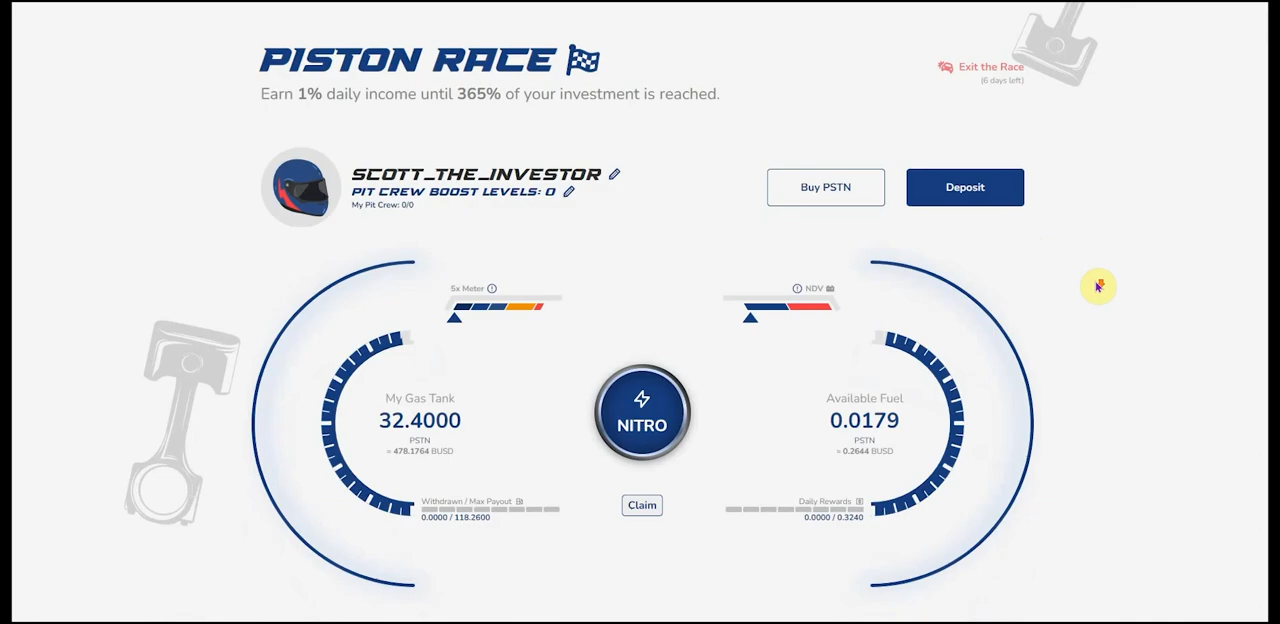 PISTON RACE
Earn 1% daily income until 365% of your investment is reached.
Exit the Race
(6 days left)
SCOTT_THE_INVESTOR
PIT CREW BOOST LEVELS: 0
My Pit Crew: 0/0
Buy PSTN
Deposit
5x Meter
NDV
My Gas Tank
32.4000
PSTN
≈ 478.1764 BUSD
NITRO
Available Fuel
0.0179
PSTN
≈ 0.2644 BUSD
Withdrawn / Max Payout
0.0000 / 118.2600
Claim
Daily Rewards
0.0000 / 0.3240